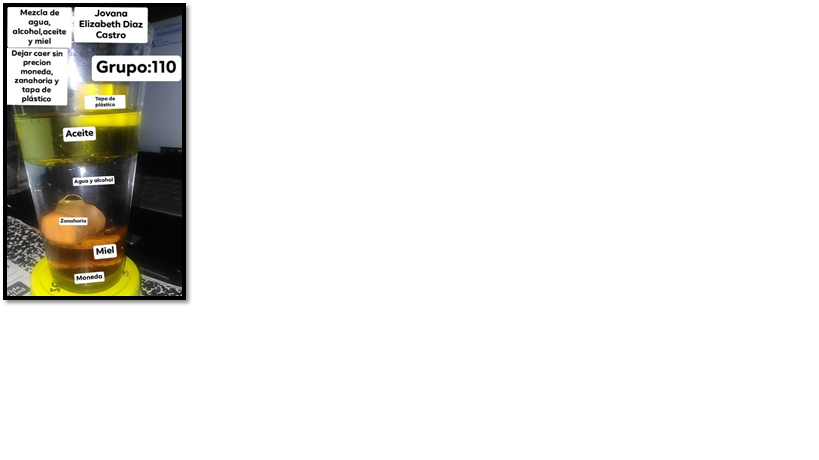 Mezcla de
agua,
alcohol,aceite
y miel
Jovana
Elizabeth Diaz
Castro
Dejar caer sin
precion
moneda,
zanahoria y
tapa de
plástico
Grupo:110
Tapa de
plástico
Aceite
Agua y alcohol
Zanahoria
Miel
Moneda